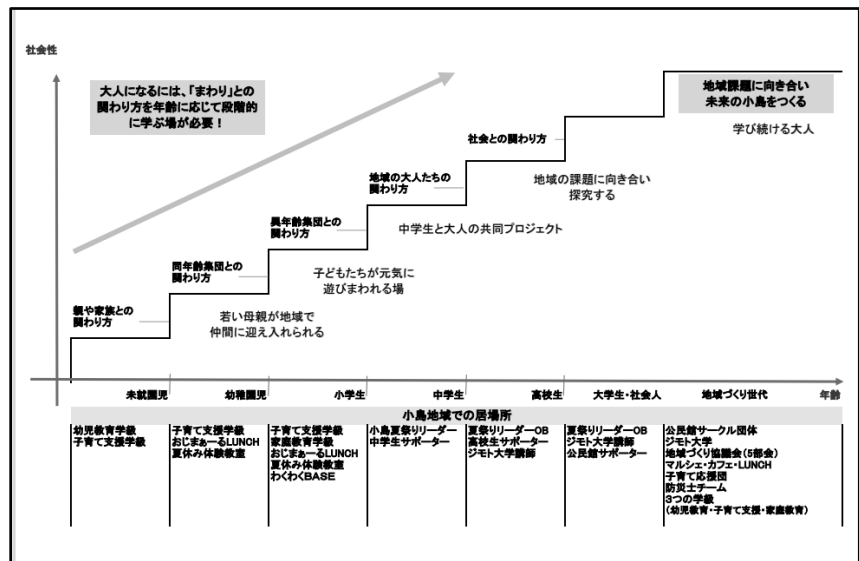 社会性
大人になるには、「まわり」との
関わり方を年齢に応じて段階的
に学ぶ場が必要！
地域課題に向き合い
未来の小島をつくる
学び続ける大人
社会との関わり方
地域の課題に向き合い
探究する
地域の大人たちの
関わり方
中学生と大人の共同プロジェクト
異年齢集団との
関わり方
子どもたちが元気に
遊びまわれる場
同年齢集団との
関わり方
若い母親が地域で
仲間に迎え入れられる
親や家族との
関わり方
未就園児
幼稚園児
小学生
中学生
高校生
大学生・社会人
地域づくり世代
年齢
小島地域での居場所
幼児教育学級
子育て支援学級
子育て支援学級
おじまぁーるLUNCH
夏休み体験教室
子育て支援学級
家庭教育学級
おじまぁーるLUNCH
夏休み体験教室
わくわくBASE
小島夏祭りリーダー
中学生サポーター
夏祭りリーダーOB
高校生サポーター
ジモト大学講師
夏祭りリーダーOB
ジモト大学講師
公民館サポーター
公民館サークル団体
ジモト大学
地域づくり協議会（5部会）
マルシェ・カフェ・LUNCH
子育て応援団
防災士チーム
3つの学級
（幼児教育・子育て支援・家庭教育）